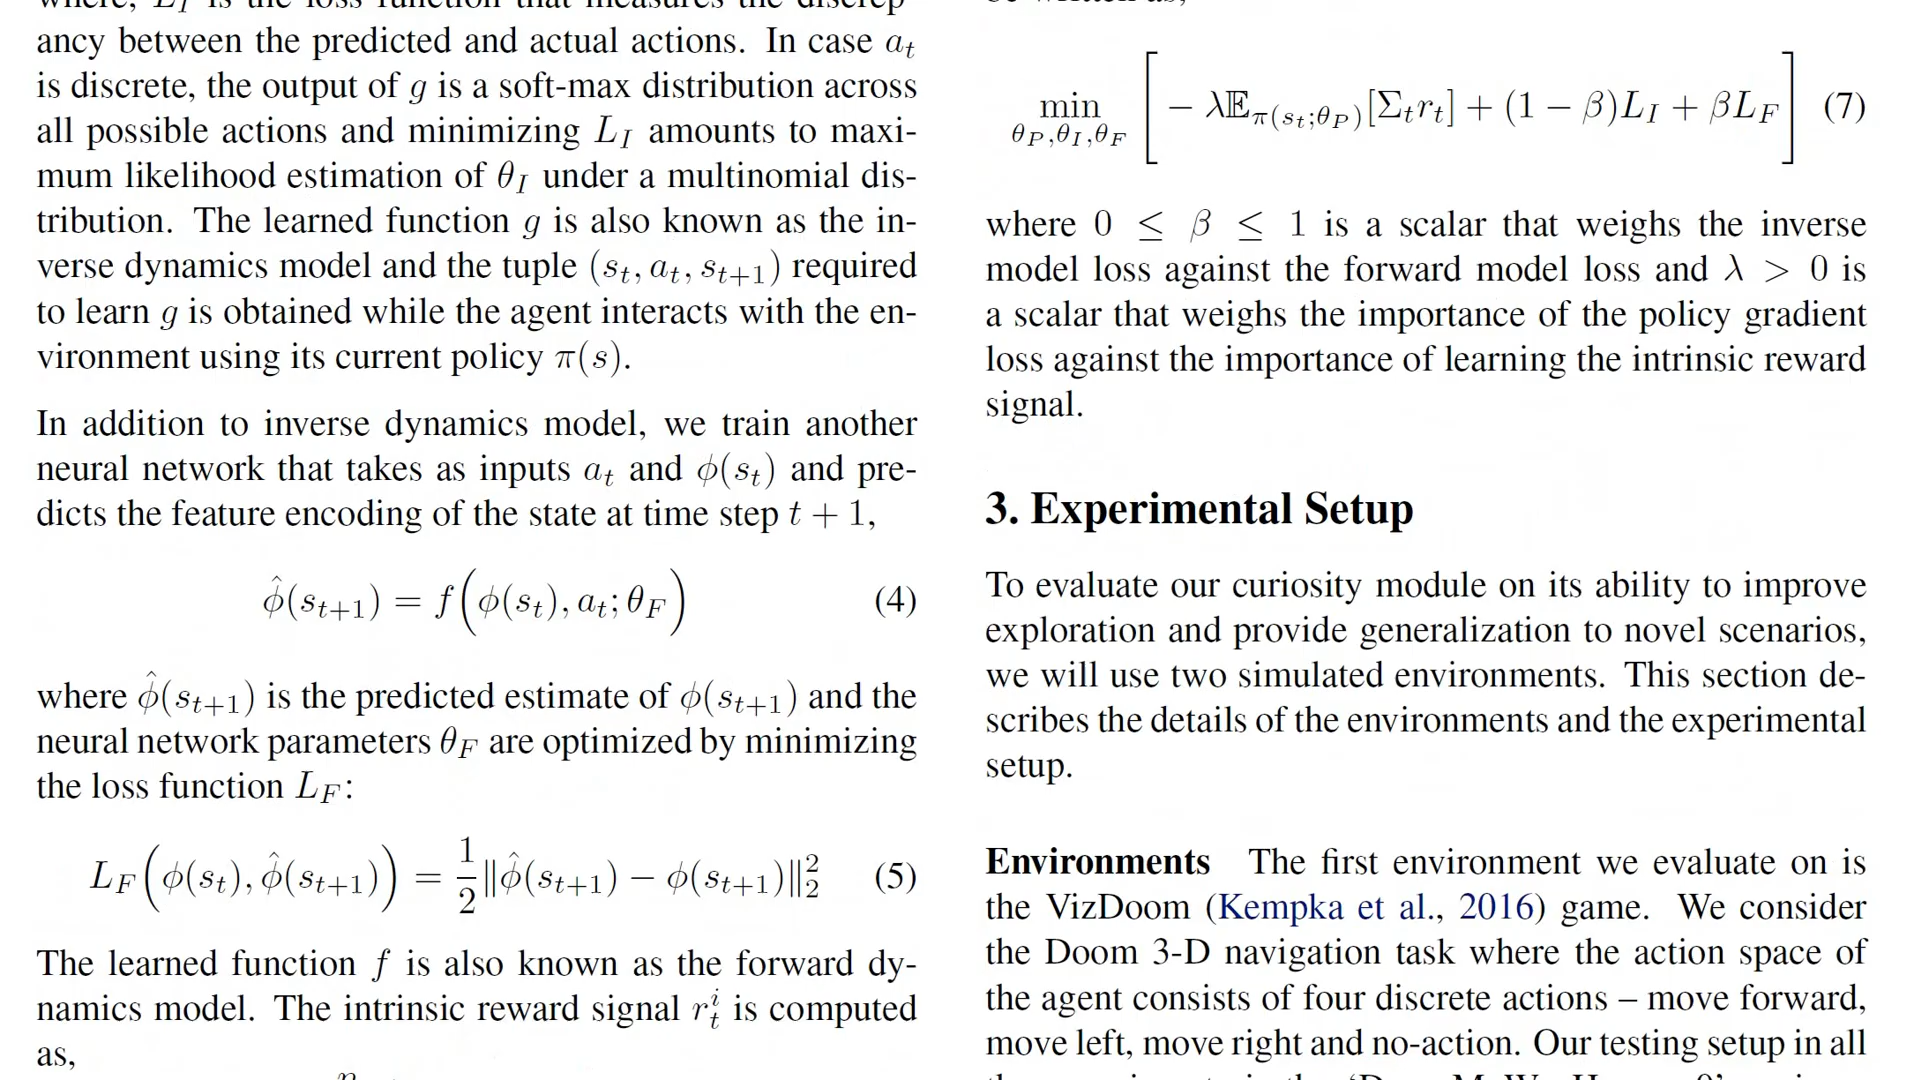 where, L_I is the loss function that measures the discrep-
ancy between the predicted and actual actions. In case a_t
is discrete, the output of g is a soft-max distribution across
all possible actions and minimizing L_I amounts to maxi-
mum likelihood estimation of θ_I under a multinomial dis-
tribution. The learned function g is also known as the in-
verse dynamics model and the tuple (s_t, a_t, s_{t+1}) required
to learn g is obtained while the agent interacts with the en-
vironment using its current policy π(s).
In addition to inverse dynamics model, we train another
neural network that takes as inputs a_t and φ(s_t) and pre-
dicts the feature encoding of the state at time step t + 1,
φ̂(s_{t+1}) = f(φ(s_t), a_t; θ_F) (4)
where φ̂(s_{t+1}) is the predicted estimate of φ(s_{t+1}) and the
neural network parameters θ_F are optimized by minimizing
the loss function L_F:
L_F(φ(s_t), φ̂(s_{t+1})) = 1/2 ‖φ̂(s_{t+1}) − φ(s_{t+1})‖_2^2 (5)
The learned function f is also known as the forward dy-
namics model. The intrinsic reward signal r_t^i is computed
as,
be written as,
min_{θ_P,θ_I,θ_F} [ − λ𝔼_{π(s_t;θ_P)}[Σ_t r_t] + (1 − β)L_I + βL_F ] (7)
where 0 ≤ β ≤ 1 is a scalar that weighs the inverse
model loss against the forward model loss and λ > 0 is
a scalar that weighs the importance of the policy gradient
loss against the importance of learning the intrinsic reward
signal.
3. Experimental Setup
To evaluate our curiosity module on its ability to improve
exploration and provide generalization to novel scenarios,
we will use two simulated environments. This section de-
scribes the details of the environments and the experimental
setup.
Environments The first environment we evaluate on is
the VizDoom (Kempka et al., 2016) game. We consider
the Doom 3-D navigation task where the action space of
the agent consists of four discrete actions – move forward,
move left, move right and no-action. Our testing setup in all